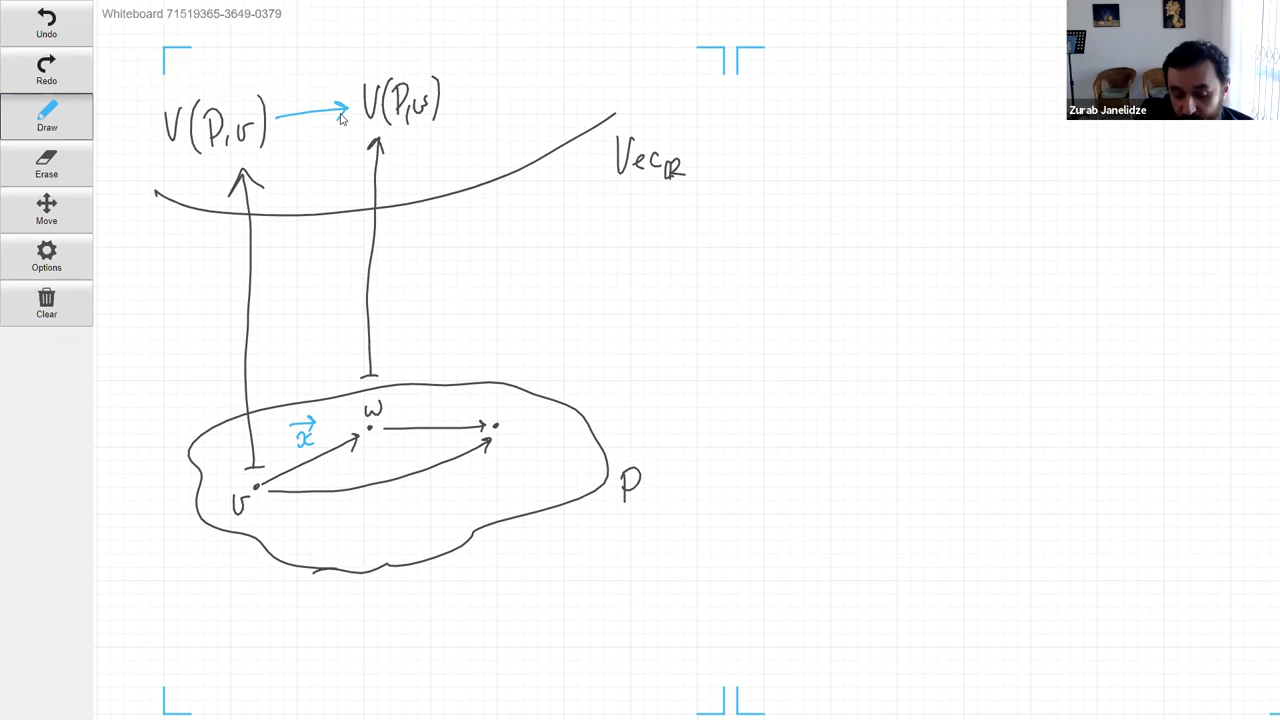 Whiteboard 71519365-3649-0379
Undo
Redo
Draw
Erase
Move
Options
Clear
Zurab Janelidze
V(P,v) → V(P,w)
Vec_ℝ
x⃗
w
v
P